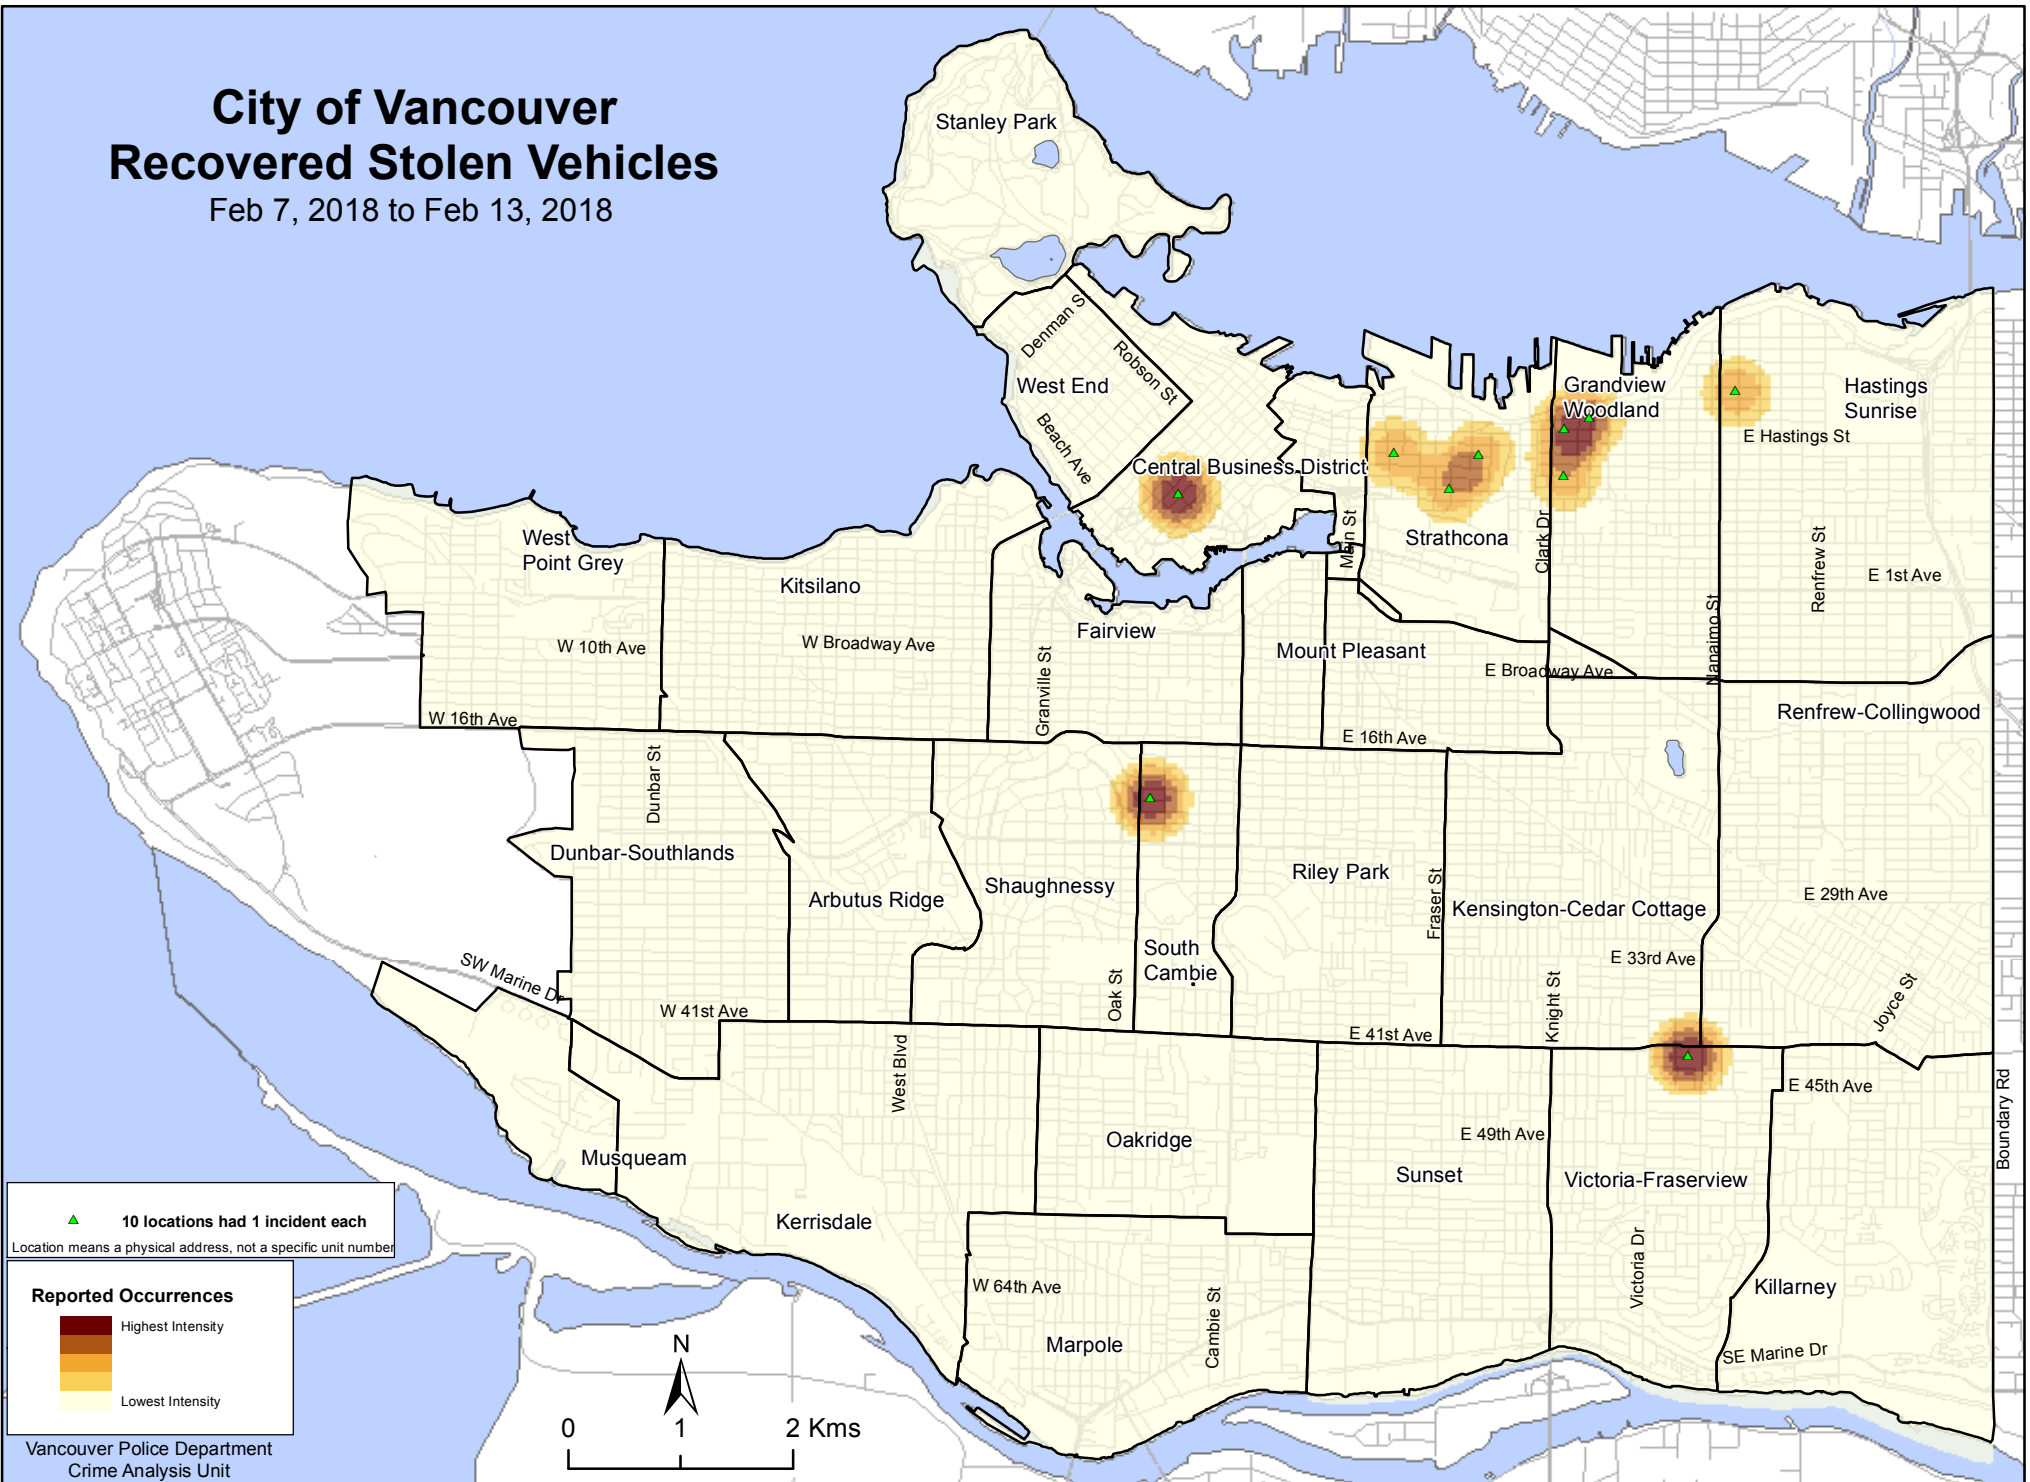 City of Vancouver
Recovered Stolen Vehicles
Feb 7, 2018 to Feb 13, 2018
Stanley Park
Denman S
Robson St
West End
Beach Ave
Central Business District
Grandview
Woodland
Hastings
Sunrise
E Hastings St
Main St
Strathcona
Clark Dr
Nanaimo St
Renfrew St
E 1st Ave
West
Point Grey
Kitsilano
W 10th Ave
W Broadway Ave
Fairview
Granville St
Mount Pleasant
E Broadway Ave
W 16th Ave
E 16th Ave
Renfrew-Collingwood
Dunbar St
Dunbar-Southlands
Arbutus Ridge
Shaughnessy
Riley Park
Fraser St
Kensington-Cedar Cottage
E 29th Ave
South
Cambie
Oak St
E 33rd Ave
Knight St
Joyce St
SW Marine Dr
W 41st Ave
E 41st Ave
West Blvd
E 45th Ave
Boundary Rd
Musqueam
Oakridge
E 49th Ave
Sunset
Victoria-Fraserview
Kerrisdale
Victoria Dr
W 64th Ave
Cambie St
Killarney
Marpole
SE Marine Dr
10 locations had 1 incident each
Location means a physical address, not a specific unit number
Reported Occurrences
Highest Intensity
Lowest Intensity
Vancouver Police Department
Crime Analysis Unit
N
0 1 2 Kms